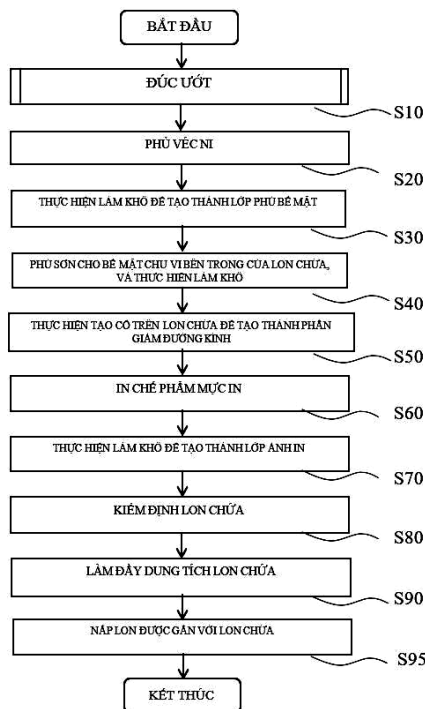 BẮT ĐẦU
ĐÚC ƯỚT
S10
PHỦ VÉC NI
S20
THỰC HIỆN LÀM KHÔ ĐỂ TẠO THÀNH LỚP PHỦ BỀ MẶT
S30
PHỦ SƠN CHO BỀ MẶT CHU VI BÊN TRONG CỦA LON CHỨA,
VÀ THỰC HIỆN LÀM KHÔ
S40
THỰC HIỆN TẠO CỔ TRÊN LON CHỨA ĐỂ TẠO THÀNH PHẦN
GIẢM ĐƯỜNG KÍNH
S50
IN CHẾ PHẨM MỰC IN
S60
THỰC HIỆN LÀM KHÔ ĐỂ TẠO THÀNH LỚP ẢNH IN
S70
KIỂM ĐỊNH LON CHỨA
S80
LÀM ĐẦY DUNG TÍCH LON CHỨA
S90
NẮP LON ĐƯỢC GẮN VỚI LON CHỨA
S95
KẾT THÚC